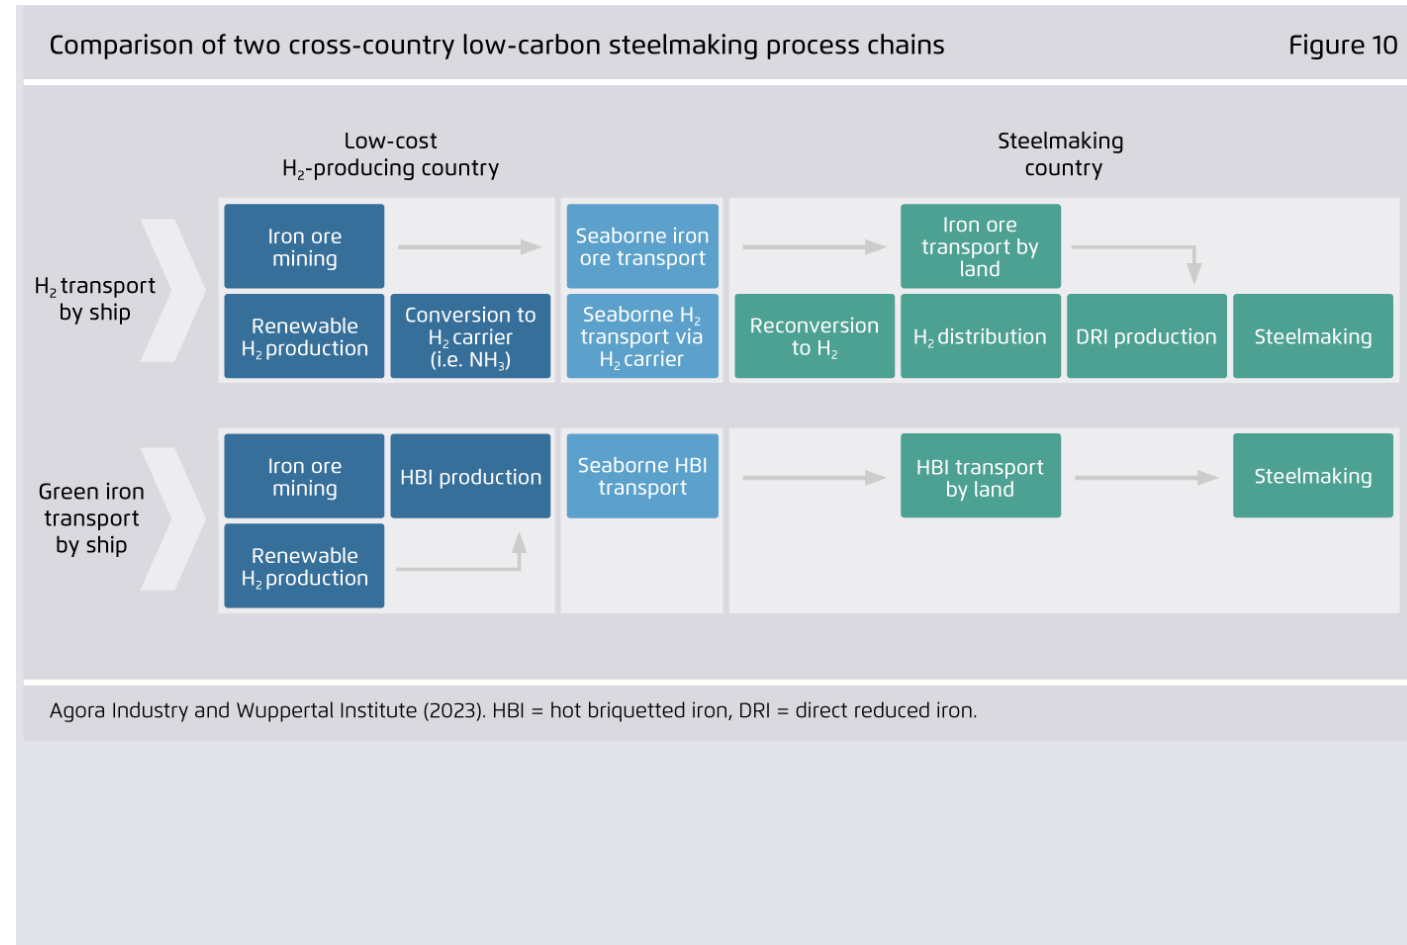 Comparison of two cross-country low-carbon steelmaking process chains
Figure 10
Low-cost
H₂-producing country
Steelmaking
country
H₂ transport
by ship
Iron ore
mining
Seaborne iron
ore transport
Iron ore
transport by
land
Renewable
H₂ production
Conversion to
H₂ carrier
(i.e. NH₃)
Seaborne H₂
transport via
H₂ carrier
Reconversion
to H₂
H₂ distribution
DRI production
Steelmaking
Green iron
transport
by ship
Iron ore
mining
HBI production
Seaborne HBI
transport
HBI transport
by land
Steelmaking
Renewable
H₂ production
Agora Industry and Wuppertal Institute (2023). HBI = hot briquetted iron, DRI = direct reduced iron.